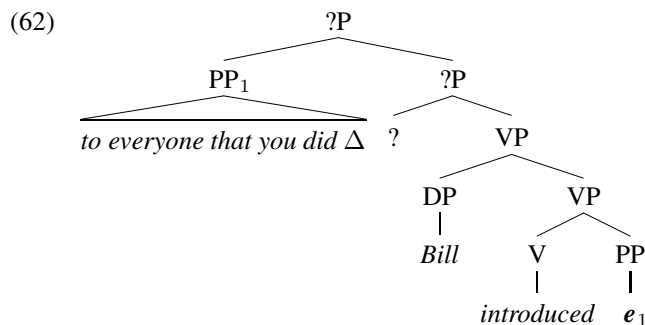 (62) ?P
PP₁ ?P
to everyone that you did Δ ? VP
DP VP
Bill V PP
introduced e₁